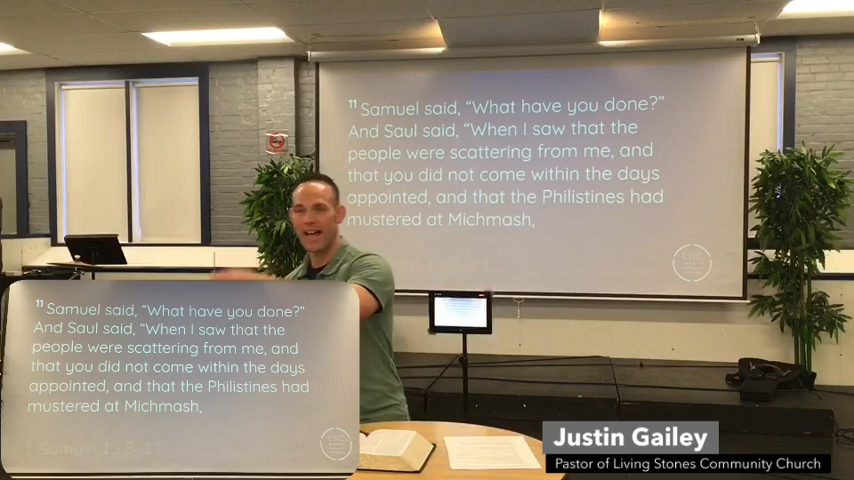 11 Samuel said, “What have you done?”
And Saul said, “When I saw that the
people were scattering from me, and
that you did not come within the days
appointed, and that the Philistines had
mustered at Michmash,
11 Samuel said, “What have you done?”
And Saul said, “When I saw that the
people were scattering from me, and
that you did not come within the days
appointed, and that the Philistines had
mustered at Michmash,
1 Samuel 13:8-11
LWC
LWC
Justin Gailey
Pastor of Living Stones Community Church